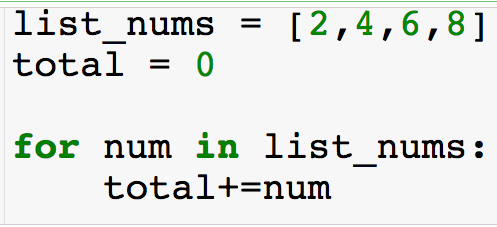 list_nums = [2,4,6,8]
total = 0
for num in list_nums:
    total+=num